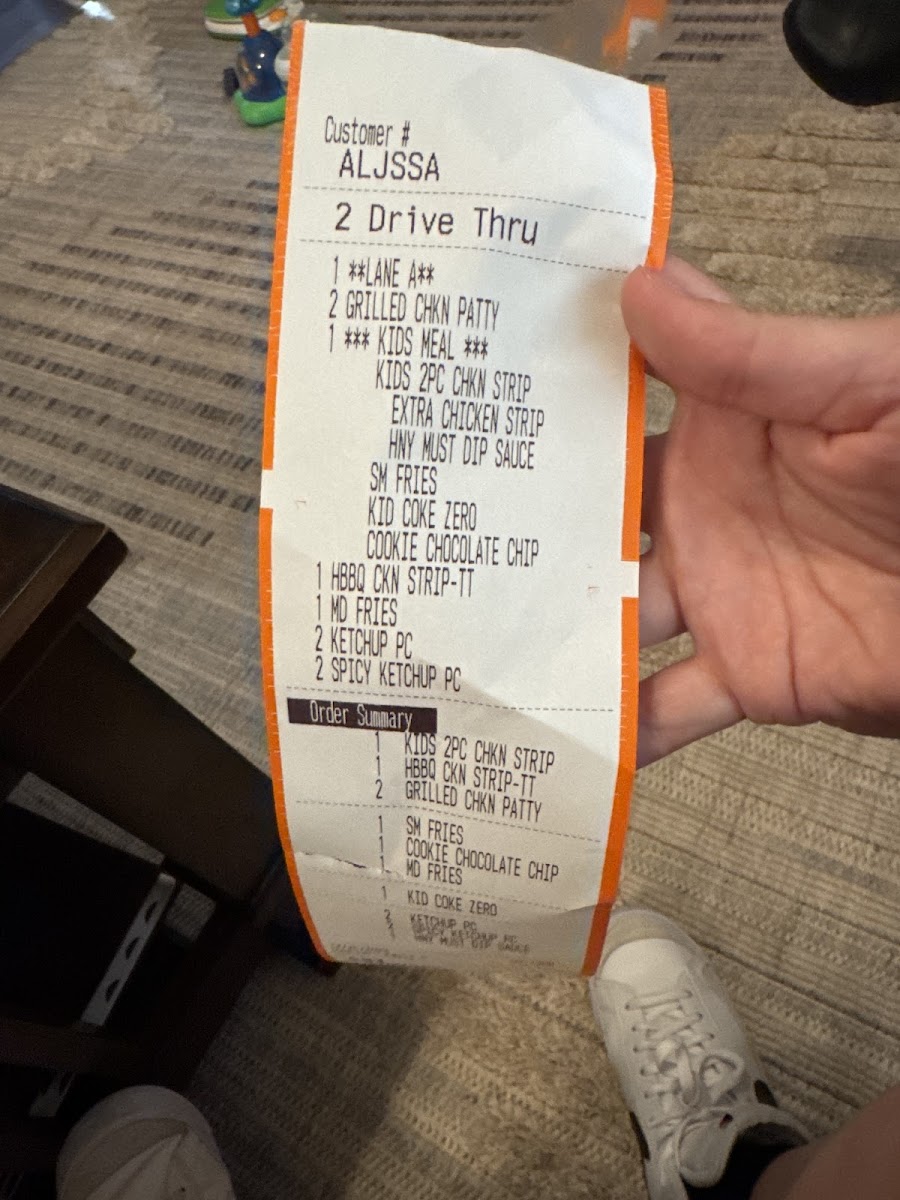 Customer #
ALJSSA
2 Drive Thru
1 **LANE A**
2 GRILLED CHKN PATTY
1 *** KIDS MEAL ***
KIDS 2PC CHKN STRIP
EXTRA CHICKEN STRIP
HNY MUST DIP SAUCE
SM FRIES
KID COKE ZERO
COOKIE CHOCOLATE CHIP
1 HBBQ CKN STRIP-TT
1 MD FRIES
2 KETCHUP PC
2 SPICY KETCHUP PC
Order Summary
1 KIDS 2PC CHKN STRIP
1 HBBQ CKN STRIP-TT
2 GRILLED CHKN PATTY
1 SM FRIES
1 COOKIE CHOCOLATE CHIP
1 MD FRIES
1 KID COKE ZERO
2 KETCHUP PC
2 SPICY KETCHUP PC
1 HNY MUST DIP SAUCE